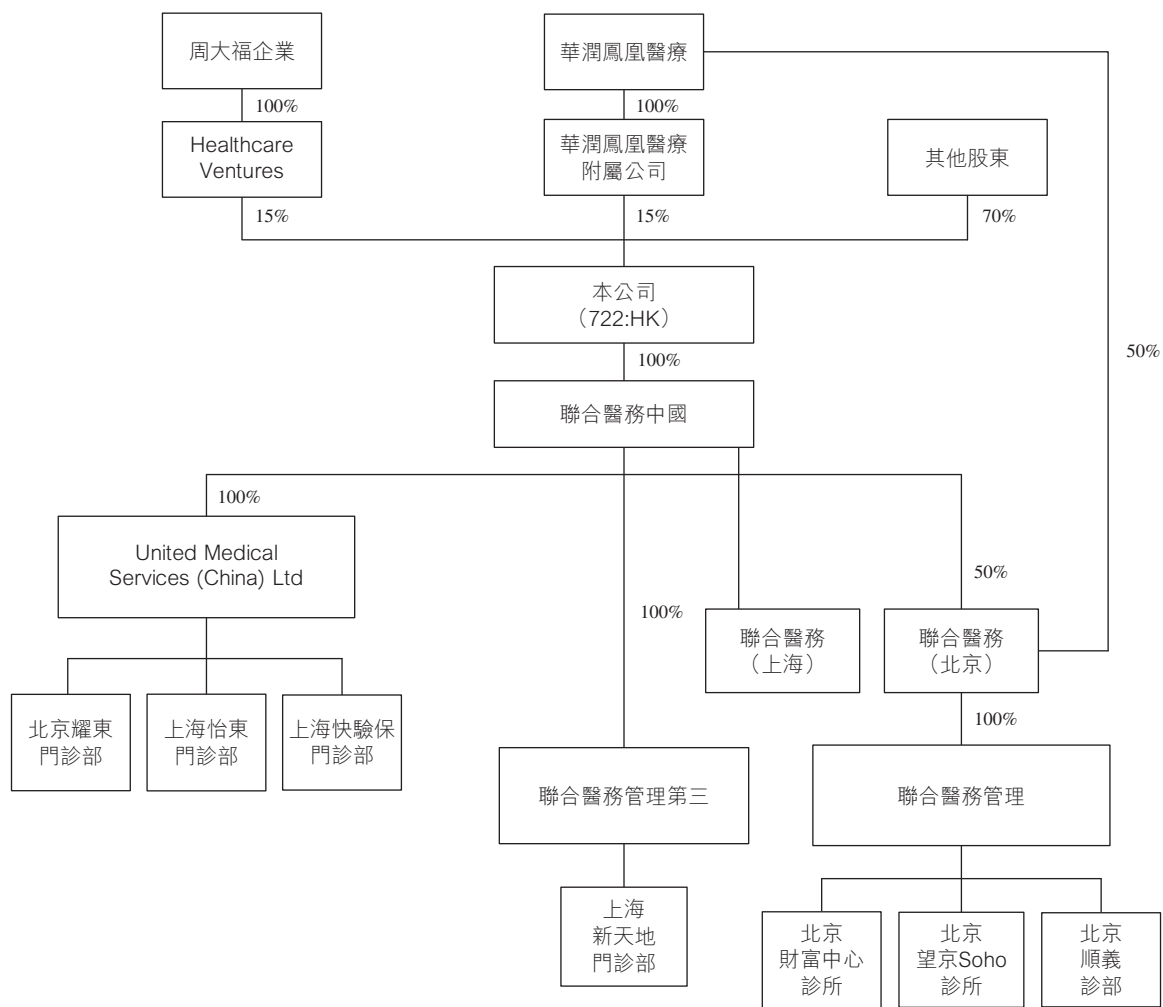 周大福企業
華潤鳳凰醫療
100%
100%
Healthcare
Ventures
華潤鳳凰醫療
附屬公司
其他股東
15%
15%
70%
本公司
（722:HK）
50%
100%
聯合醫務中國
100%
United Medical
Services (China) Ltd
50%
100%
聯合醫務
（上海）
聯合醫務
（北京）
北京耀東
門診部
上海怡東
門診部
上海快驗保
門診部
100%
聯合醫務管理第三
聯合醫務管理
上海
新天地
門診部
北京
財富中心
診所
北京
望京Soho
診所
北京
順義
診部